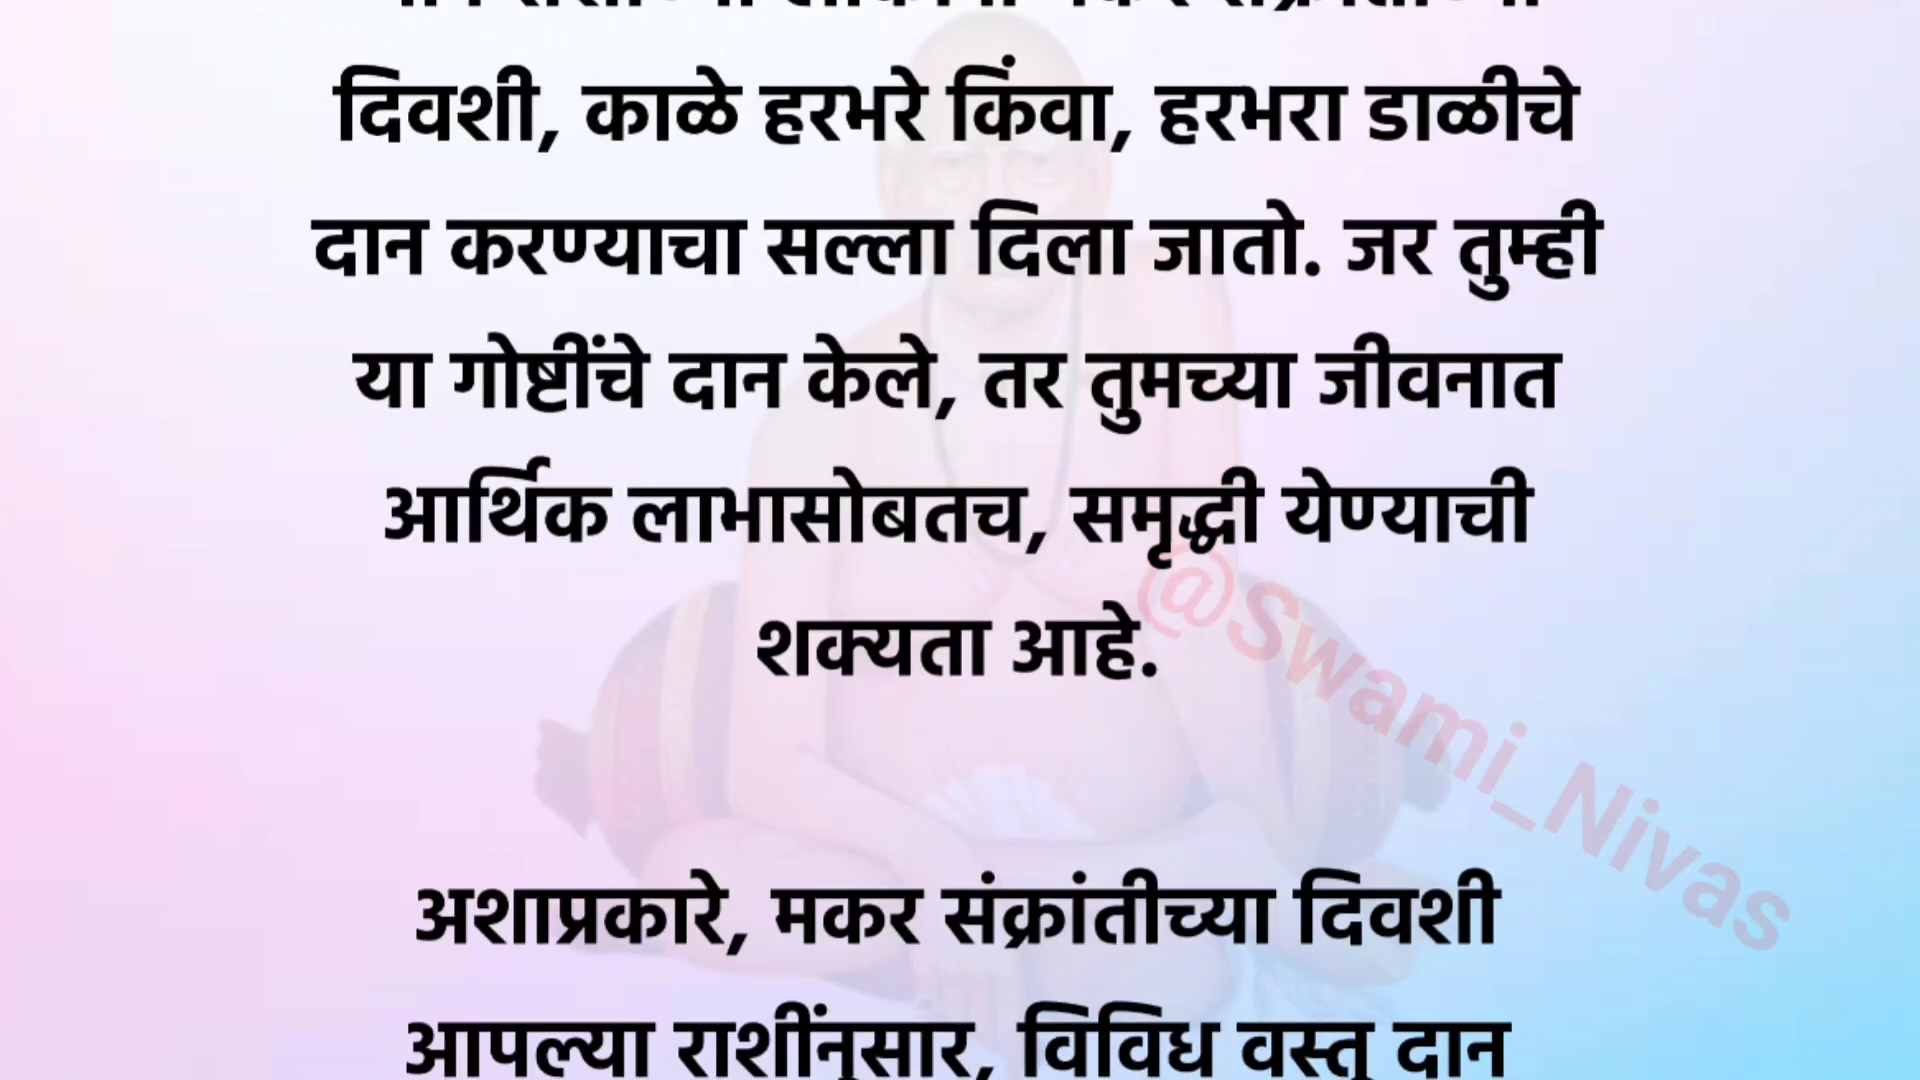 दिवशी, काळे हरभरे किंवा, हरभरा डाळीचे
दान करण्याचा सल्ला दिला जातो. जर तुम्ही
या गोष्टींचे दान केले, तर तुमच्या जीवनात
आर्थिक लाभासोबतच, समृद्धी येण्याची
शक्यता आहे.
@Swami_Nivas
अशाप्रकारे, मकर संक्रांतीच्या दिवशी
आपल्या राशींनुसार, विविध वस्तू दान